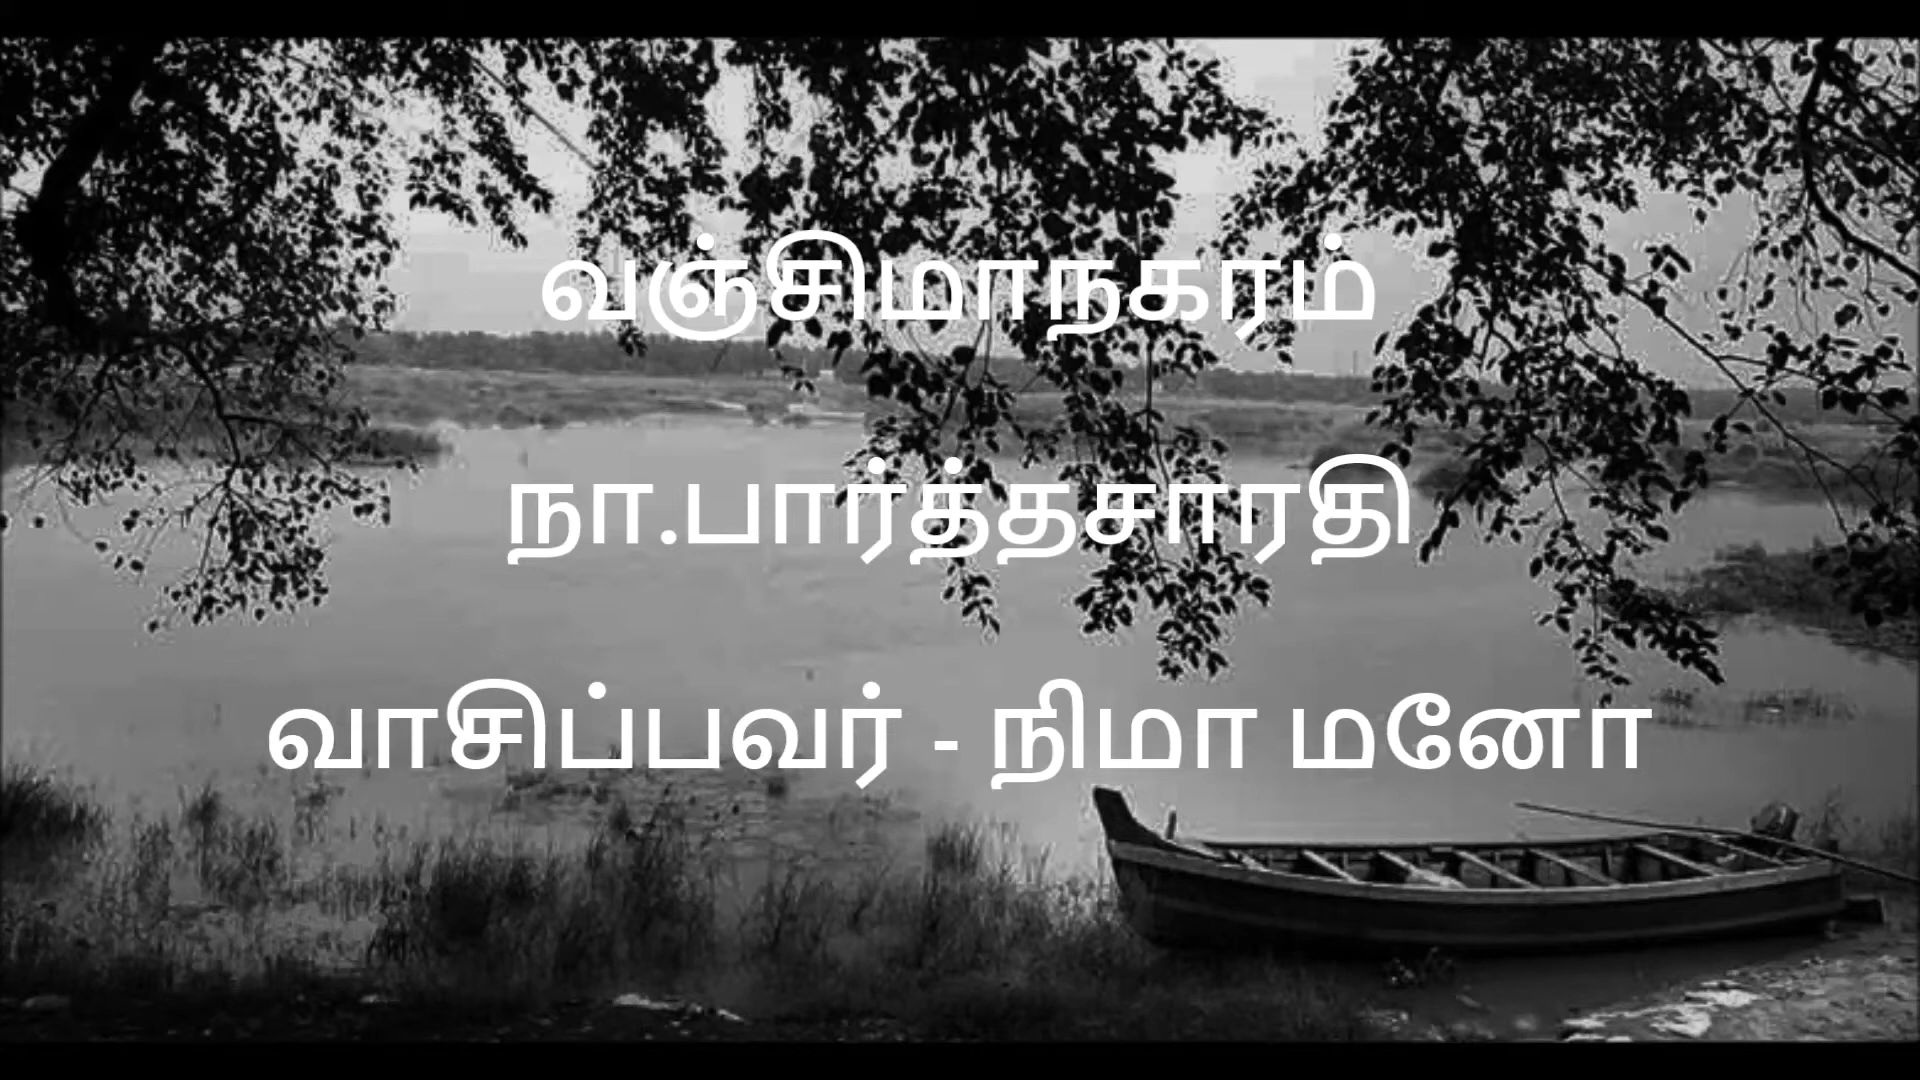 வஞ்சிமாநகரம்
நா.பார்த்தசாரதி
வாசிப்பவர் - நிமா மனோ